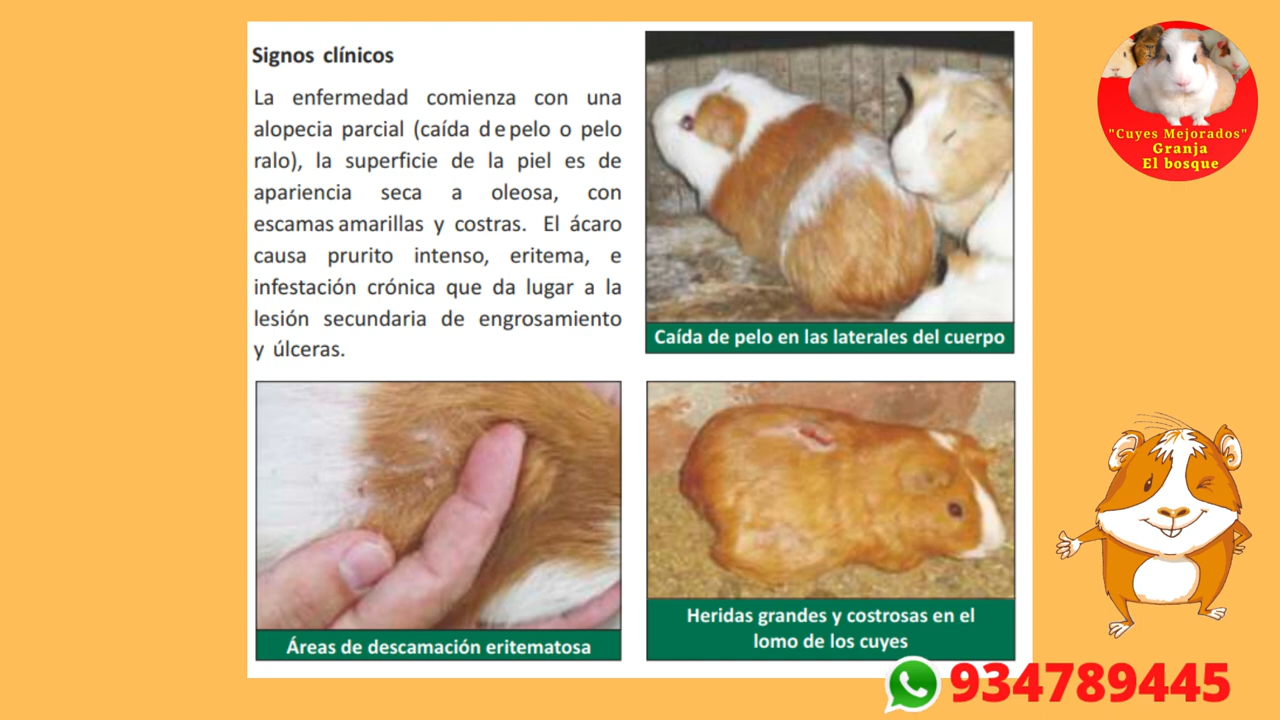 Signos clínicos
La enfermedad comienza con una
alopecia parcial (caída de pelo o pelo
ralo), la superficie de la piel es de
apariencia seca a oleosa, con
escamas amarillas y costras. El ácaro
causa prurito intenso, eritema, e
infestación crónica que da lugar a la
lesión secundaria de engrosamiento
y úlceras.
Caída de pelo en las laterales del cuerpo
Áreas de descamación eritematosa
Heridas grandes y costrosas en el
lomo de los cuyes
"Cuyes Mejorados"
Granja
El bosque
934789445